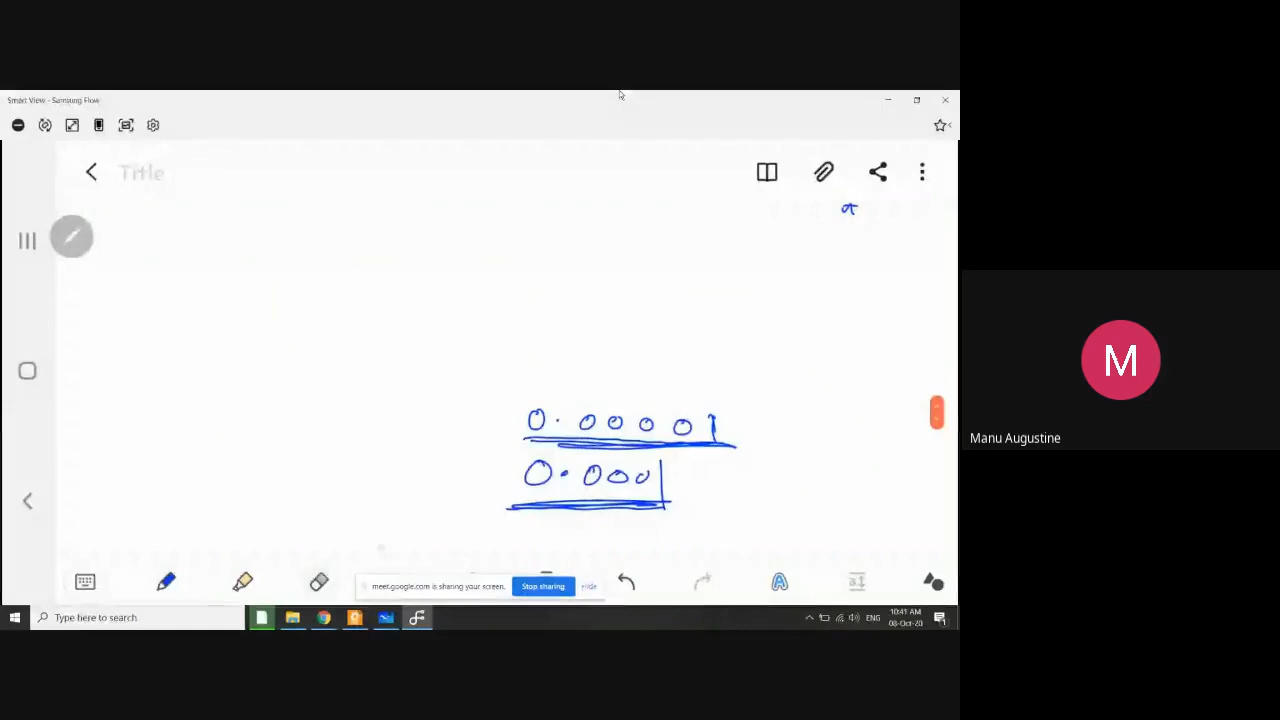 Smart View - Samsung Flow
Title
0.00001
0.0001
M
Manu Augustine
meet.google.com is sharing your screen.
Stop sharing
Hide
Type here to search
ENG
10:41 AM
08-Oct-20